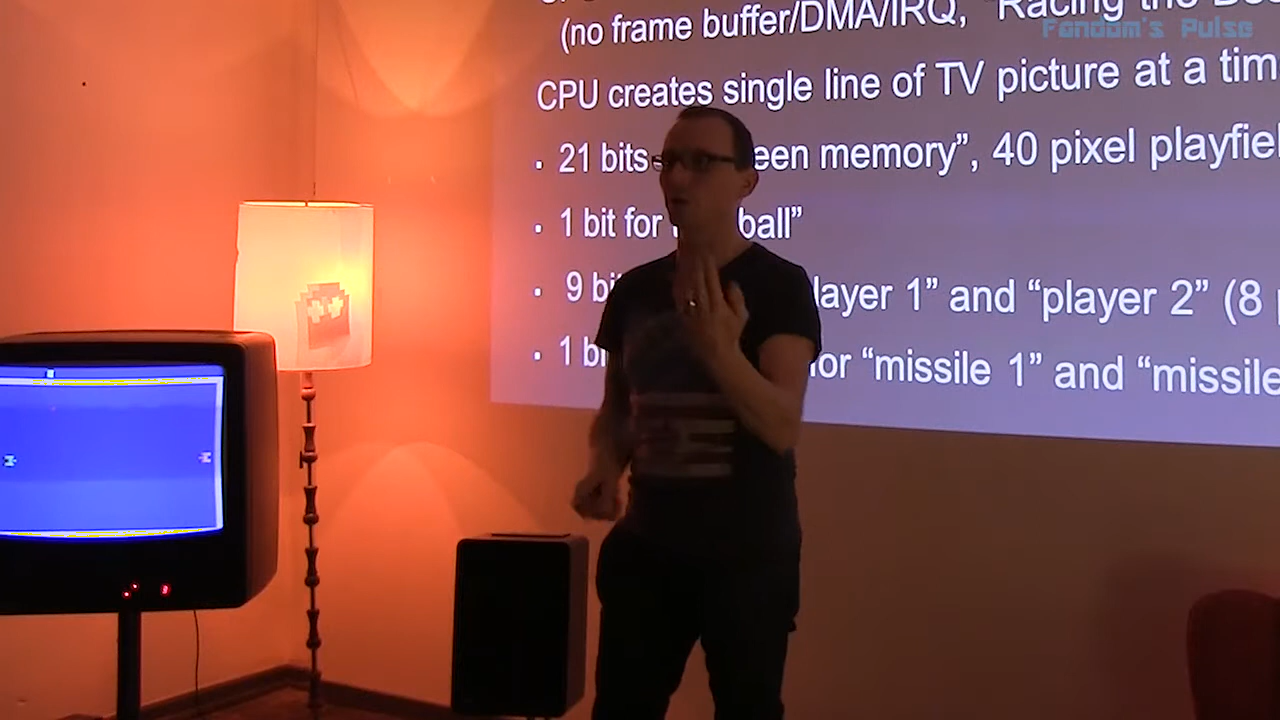 (no frame buffer/DMA/IRQ, "Racing the
Fandom's Pulse
CPU creates single line of TV picture at a tim
· 21 bits een memory", 40 pixel playfie
· 1 bit for ball"
· 9 bi layer 1" and "player 2" (8
· 1 b or "missile 1" and "missile